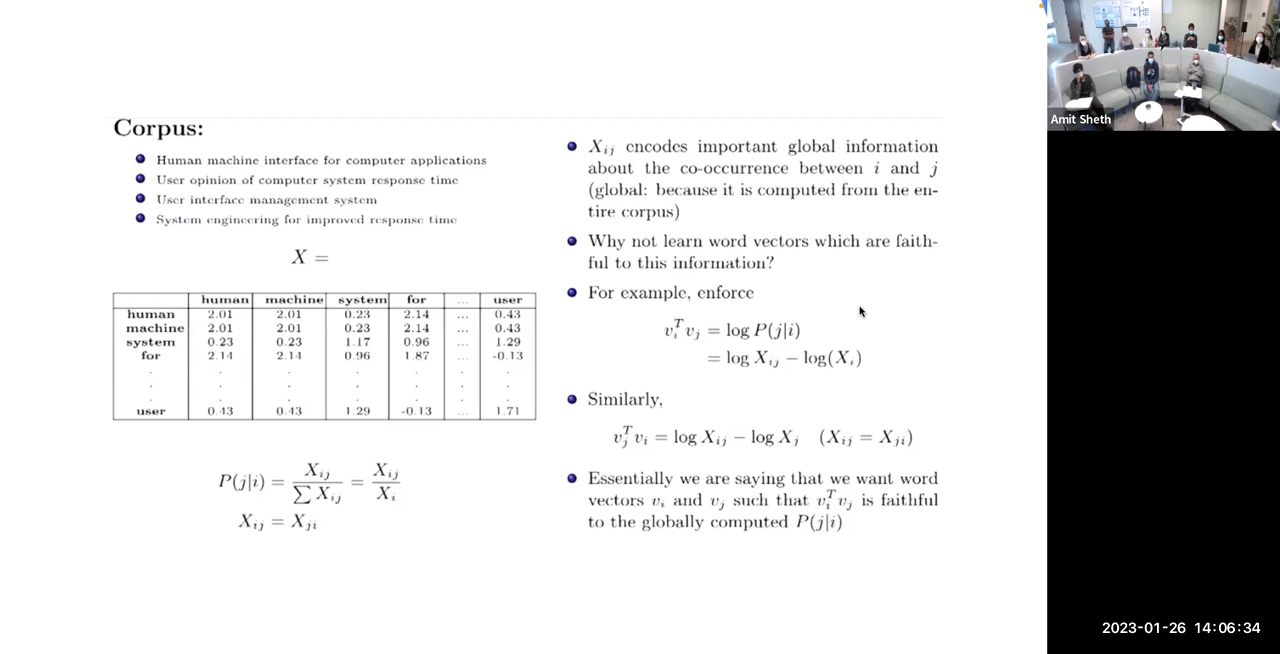 Corpus:
Human machine interface for computer applications
User opinion of computer system response time
User interface management system
System engineering for improved response time
X =
human machine system for ... user
human 2.01 2.01 0.23 2.14 ... 0.43
machine 2.01 2.01 0.23 2.14 ... 0.43
system 0.23 0.23 1.17 0.96 ... 1.29
for 2.14 2.14 0.96 1.87 ... -0.13
. . . . . .
. . . . . .
. . . . . .
user 0.43 0.43 1.29 -0.13 ... 1.71
P(j|i) = X_ij / ∑ X_ij = X_ij / X_i
X_ij = X_ji
X_ij encodes important global information
about the co-occurrence between i and j
(global: because it is computed from the en-
tire corpus)
Why not learn word vectors which are faith-
ful to this information?
For example, enforce
v_i^T v_j = log P(j|i)
= log X_ij − log(X_i)
Similarly,
v_j^T v_i = log X_ij − log X_j (X_ij = X_ji)
Essentially we are saying that we want word
vectors v_i and v_j such that v_i^T v_j is faithful
to the globally computed P(j|i)
Amit Sheth
2023-01-26 14:06:34